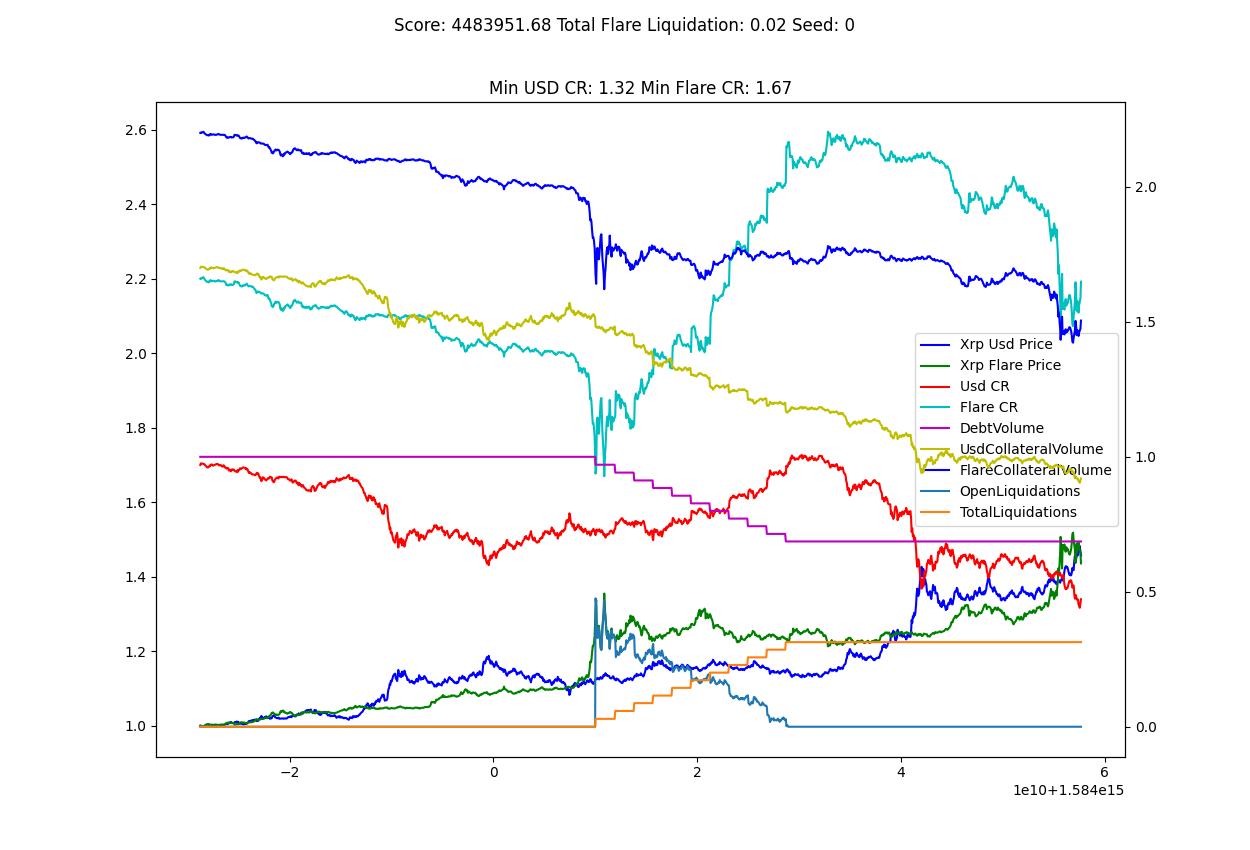 Score: 4483951.68 Total Flare Liquidation: 0.02 Seed: 0
Min USD CR: 1.32 Min Flare CR: 1.67
2.6
2.4
2.2
2.0
1.8
1.6
1.4
1.2
1.0
2.0
1.5
1.0
0.5
0.0
Xrp Usd Price
Xrp Flare Price
Usd CR
Flare CR
DebtVolume
UsdCollateralVolume
FlareCollateralVolume
OpenLiquidations
TotalLiquidations
−2
0
2
4
6
1e10+1.584e15